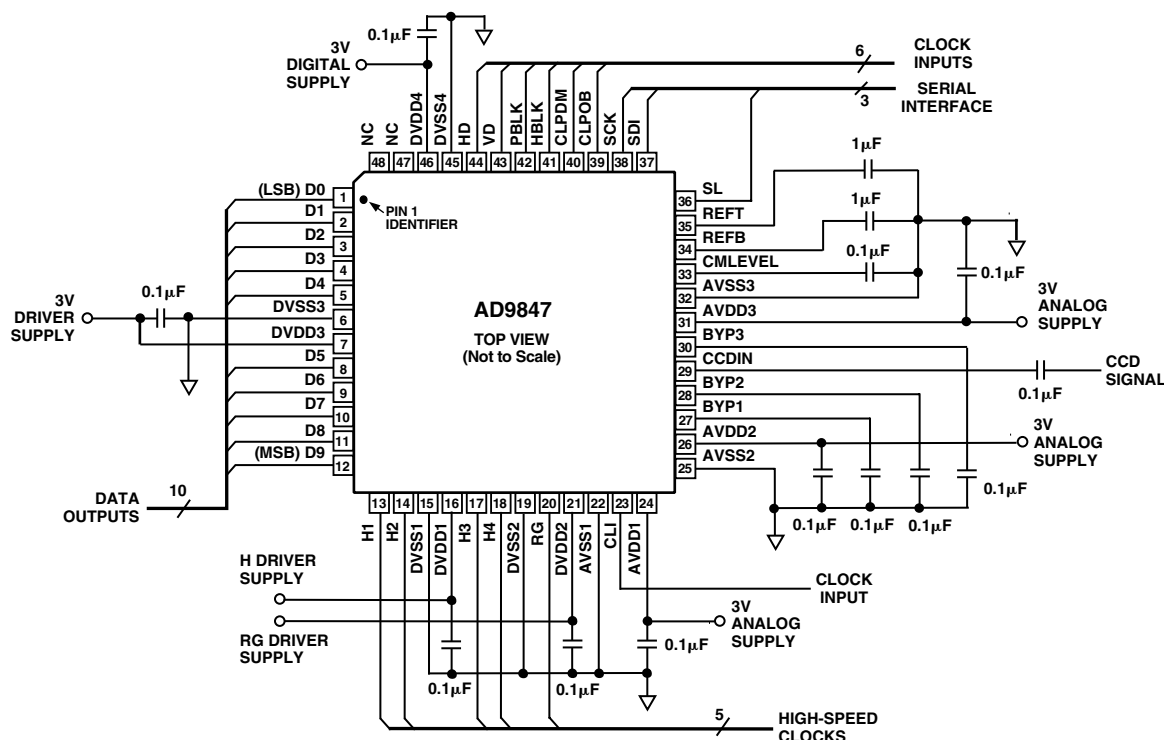 0.1µF
3V
DIGITAL
SUPPLY
6
CLOCK
INPUTS
3
SERIAL
INTERFACE
NC
NC
DVDD4
DVSS4
HD
VD
PBLK
HBLK
CLPDM
CLPOB
SCK
SDI
48
47
46
45
44
43
42
41
40
39
38
37
(LSB) D0
D1
D2
D3
D4
DVSS3
DVDD3
D5
D6
D7
D8
(MSB) D9
1
2
3
4
5
6
7
8
9
10
11
12
PIN 1
IDENTIFIER
AD9847
TOP VIEW
(Not to Scale)
3V
DRIVER
SUPPLY
0.1µF
10
DATA
OUTPUTS
36
35
34
33
32
31
30
29
28
27
26
25
SL
REFT
REFB
CMLEVEL
AVSS3
AVDD3
BYP3
CCDIN
BYP2
BYP1
AVDD2
AVSS2
1µF
1µF
0.1µF
0.1µF
3V
ANALOG
SUPPLY
0.1µF
CCD
SIGNAL
3V
ANALOG
SUPPLY
0.1µF
0.1µF
0.1µF
0.1µF
13
14
15
16
17
18
19
20
21
22
23
24
H1
H2
DVSS1
DVDD1
H3
H4
DVSS2
RG
DVDD2
AVSS1
CLI
AVDD1
H DRIVER
SUPPLY
RG DRIVER
SUPPLY
0.1µF
0.1µF
0.1µF
CLOCK
INPUT
3V
ANALOG
SUPPLY
5
HIGH-SPEED
CLOCKS